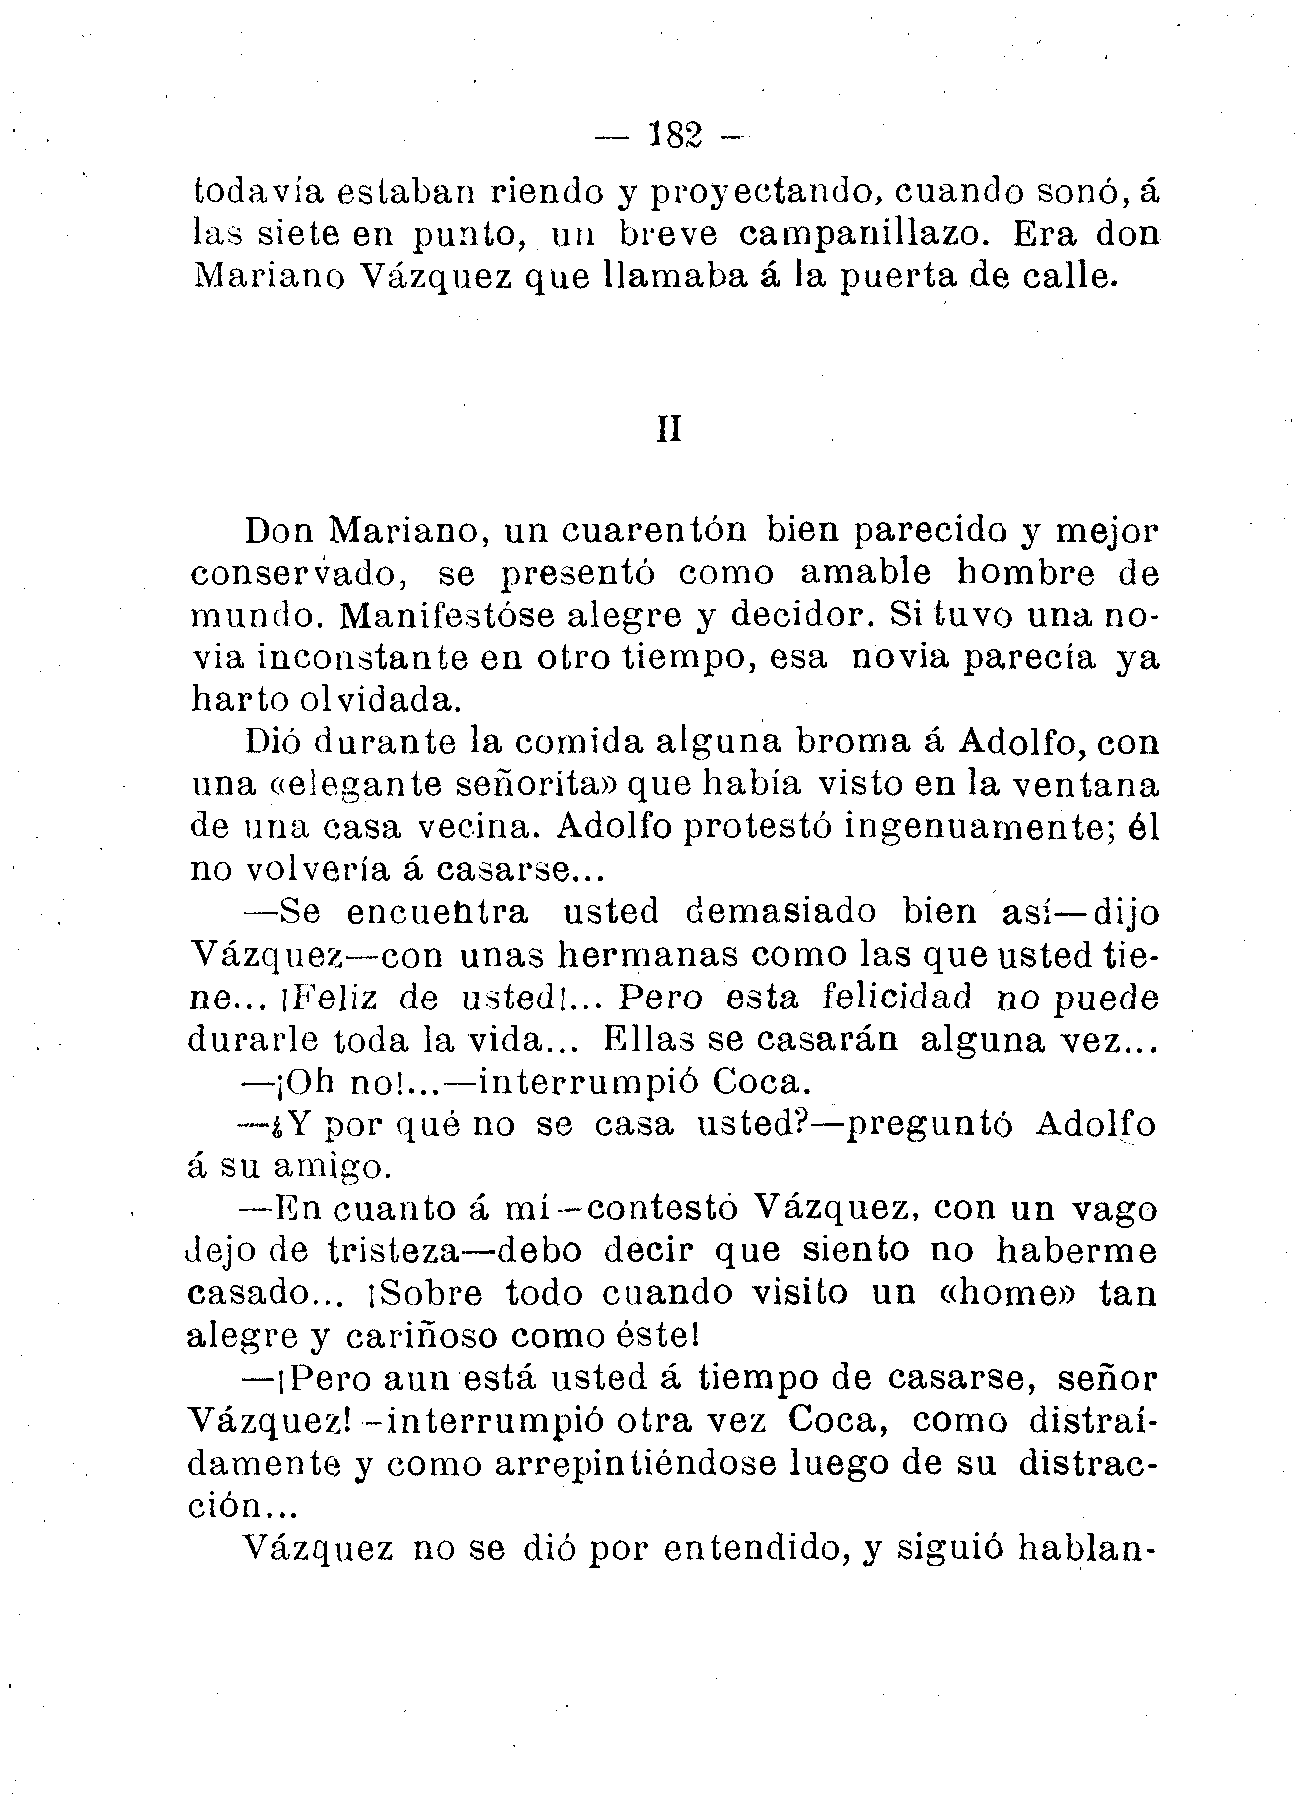 — 182 –
todavía estaban riendo y proyectando, cuando sonó, á
las siete en punto, un breve campanillazo. Era don
Mariano Vázquez que llamaba á la puerta de calle.
II
Don Mariano, un cuarentón bien parecido y mejor
conservado, se presentó como amable hombre de
mundo. Manifestóse alegre y decidor. Si tuvo una no-
via inconstante en otro tiempo, esa novia parecía ya
harto olvidada.
Dió durante la comida alguna broma á Adolfo, con
una «elegante señorita» que había visto en la ventana
de una casa vecina. Adolfo protestó ingenuamente; él
no volvería á casarse...
—Se encuentra usted demasiado bien así—dijo
Vázquez—con unas hermanas como las que usted tie-
ne... ¡Feliz de usted!... Pero esta felicidad no puede
durarle toda la vida... Ellas se casarán alguna vez...
—¡Oh no!...—interrumpió Coca.
—¿Y por qué no se casa usted?—preguntó Adolfo
á su amigo.
—En cuanto á mí–contestó Vázquez, con un vago
dejo de tristeza—debo decir que siento no haberme
casado... ¡Sobre todo cuando visito un «home» tan
alegre y cariñoso como éste!
—¡Pero aun está usted á tiempo de casarse, señor
Vázquez!–interrumpió otra vez Coca, como distraí-
damente y como arrepintiéndose luego de su distrac-
ción...
Vázquez no se dió por entendido, y siguió hablan-